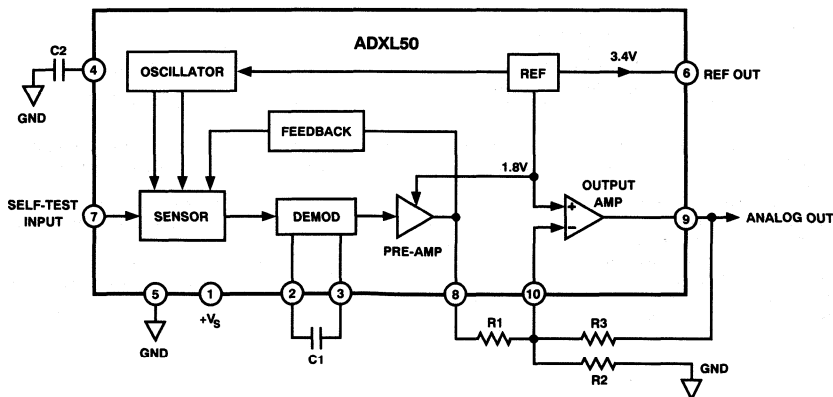 ADXL50
C2
4
OSCILLATOR
REF
3.4V
6
REF OUT
GND
FEEDBACK
1.8V
OUTPUT
AMP
SELF-TEST
INPUT
7
SENSOR
DEMOD
+
−
9
ANALOG OUT
PRE-AMP
5
1
2
3
8
10
+VS
GND
C1
R1
R3
R2
GND